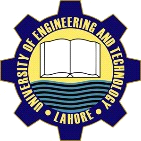 UNIVERSITY OF ENGINEERING AND TECHNOLOGY
• LAHORE •